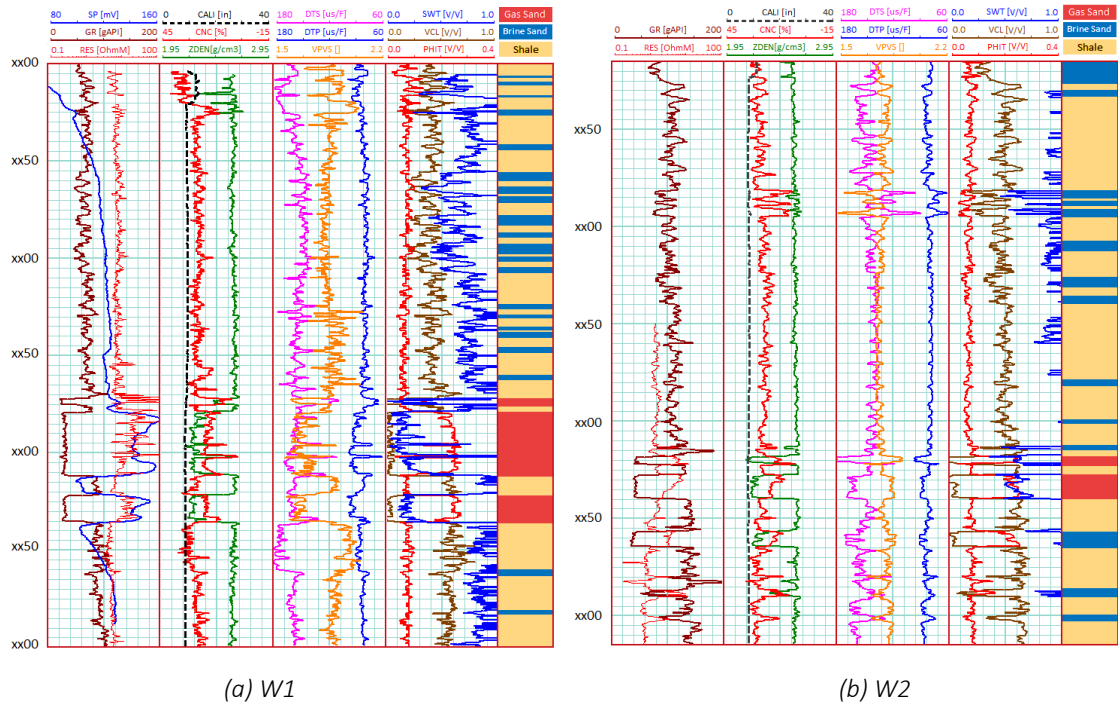 80 SP [mV] 160
0 GR [gAPI] 200
0.1 RES [OhmM] 100
0 CALI [in] 40
45 CNC [%] -15
1.95 ZDEN[g/cm3] 2.95
180 DTS [us/F] 60
180 DTP [us/F] 60
1.5 VPVS [] 2.2
0.0 SWT [V/V] 1.0
0.0 VCL [V/V] 1.0
0.0 PHIT [V/V] 0.4
Gas Sand
Brine Sand
Shale
xx00
xx50
xx00
xx50
xx00
xx50
xx00
(a) W1
0 GR [gAPI] 200
0.1 RES [OhmM] 100
0 CALI [in] 40
45 CNC [%] -15
1.95 ZDEN[g/cm3] 2.95
180 DTS [us/F] 60
180 DTP [us/F] 60
1.5 VPVS [] 2.2
0.0 SWT [V/V] 1.0
0.0 VCL [V/V] 1.0
0.0 PHIT [V/V] 0.4
Gas Sand
Brine Sand
Shale
xx50
xx00
xx50
xx00
xx50
xx00
(b) W2